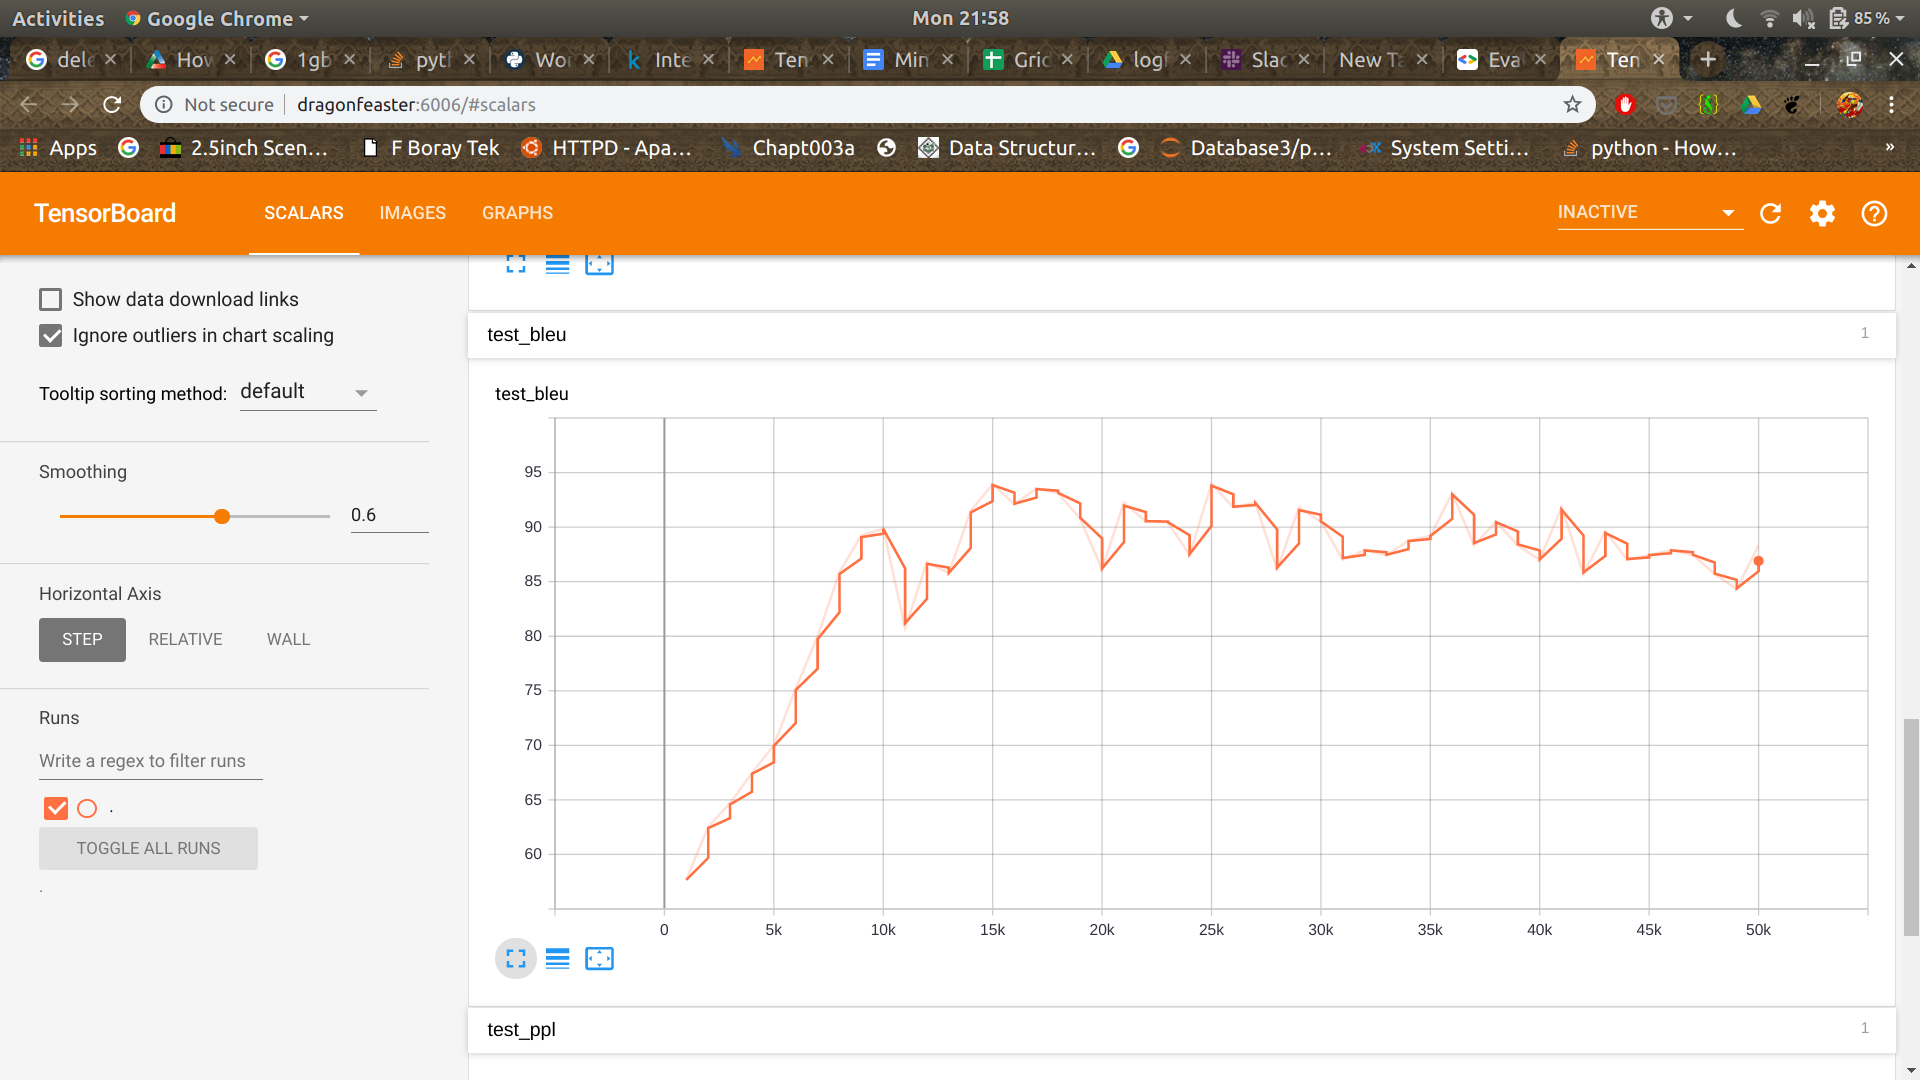 Activities Google Chrome Mon 21:58 85 %
dele How 1gb pyth Wor Inte Ten Min Gric logf Slac New Ta Eva Ten
Not secure dragonfeaster:6006/#scalars
Apps 2.5inch Scen... F Boray Tek HTTPD - Apa... Chapt003a Data Structur... Database3/p... System Setti... python - How... »
TensorBoard SCALARS IMAGES GRAPHS INACTIVE
Show data download links
Ignore outliers in chart scaling
Tooltip sorting method: default
Smoothing
0.6
Horizontal Axis
STEP RELATIVE WALL
Runs
Write a regex to filter runs
.
TOGGLE ALL RUNS
.
test_bleu 1
test_bleu
95
90
85
80
75
70
65
60
0 5k 10k 15k 20k 25k 30k 35k 40k 45k 50k
test_ppl 1